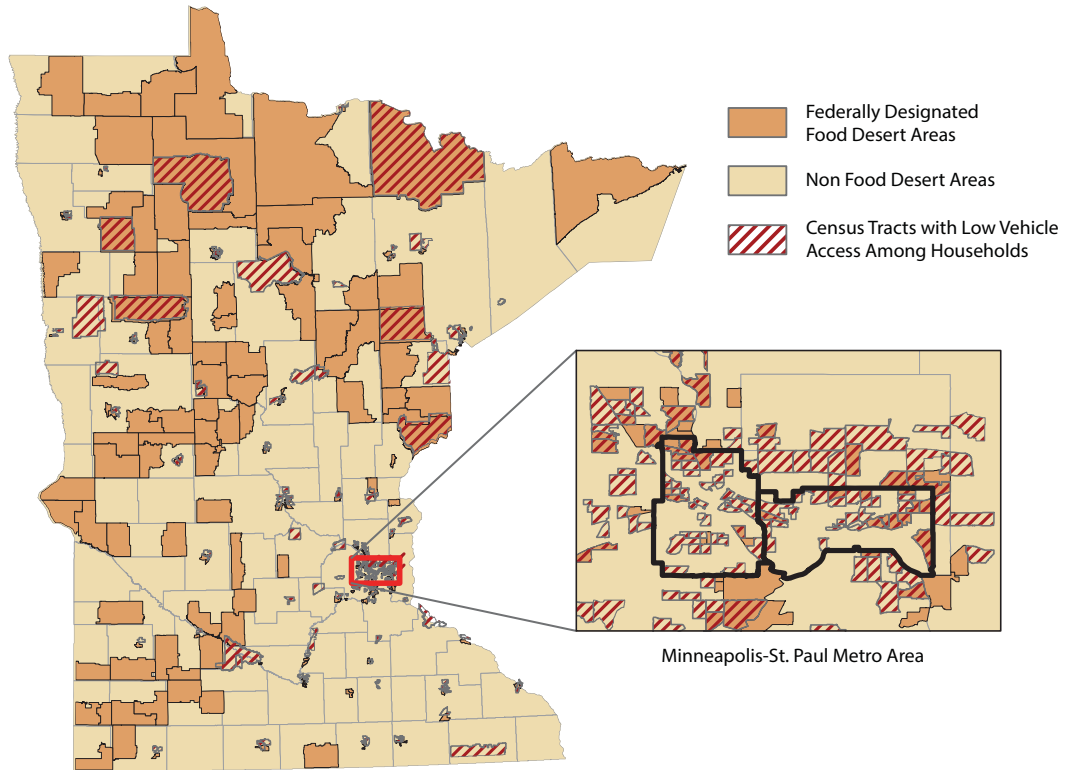 Federally Designated
Food Desert Areas
Non Food Desert Areas
Census Tracts with Low Vehicle
Access Among Households
Minneapolis-St. Paul Metro Area